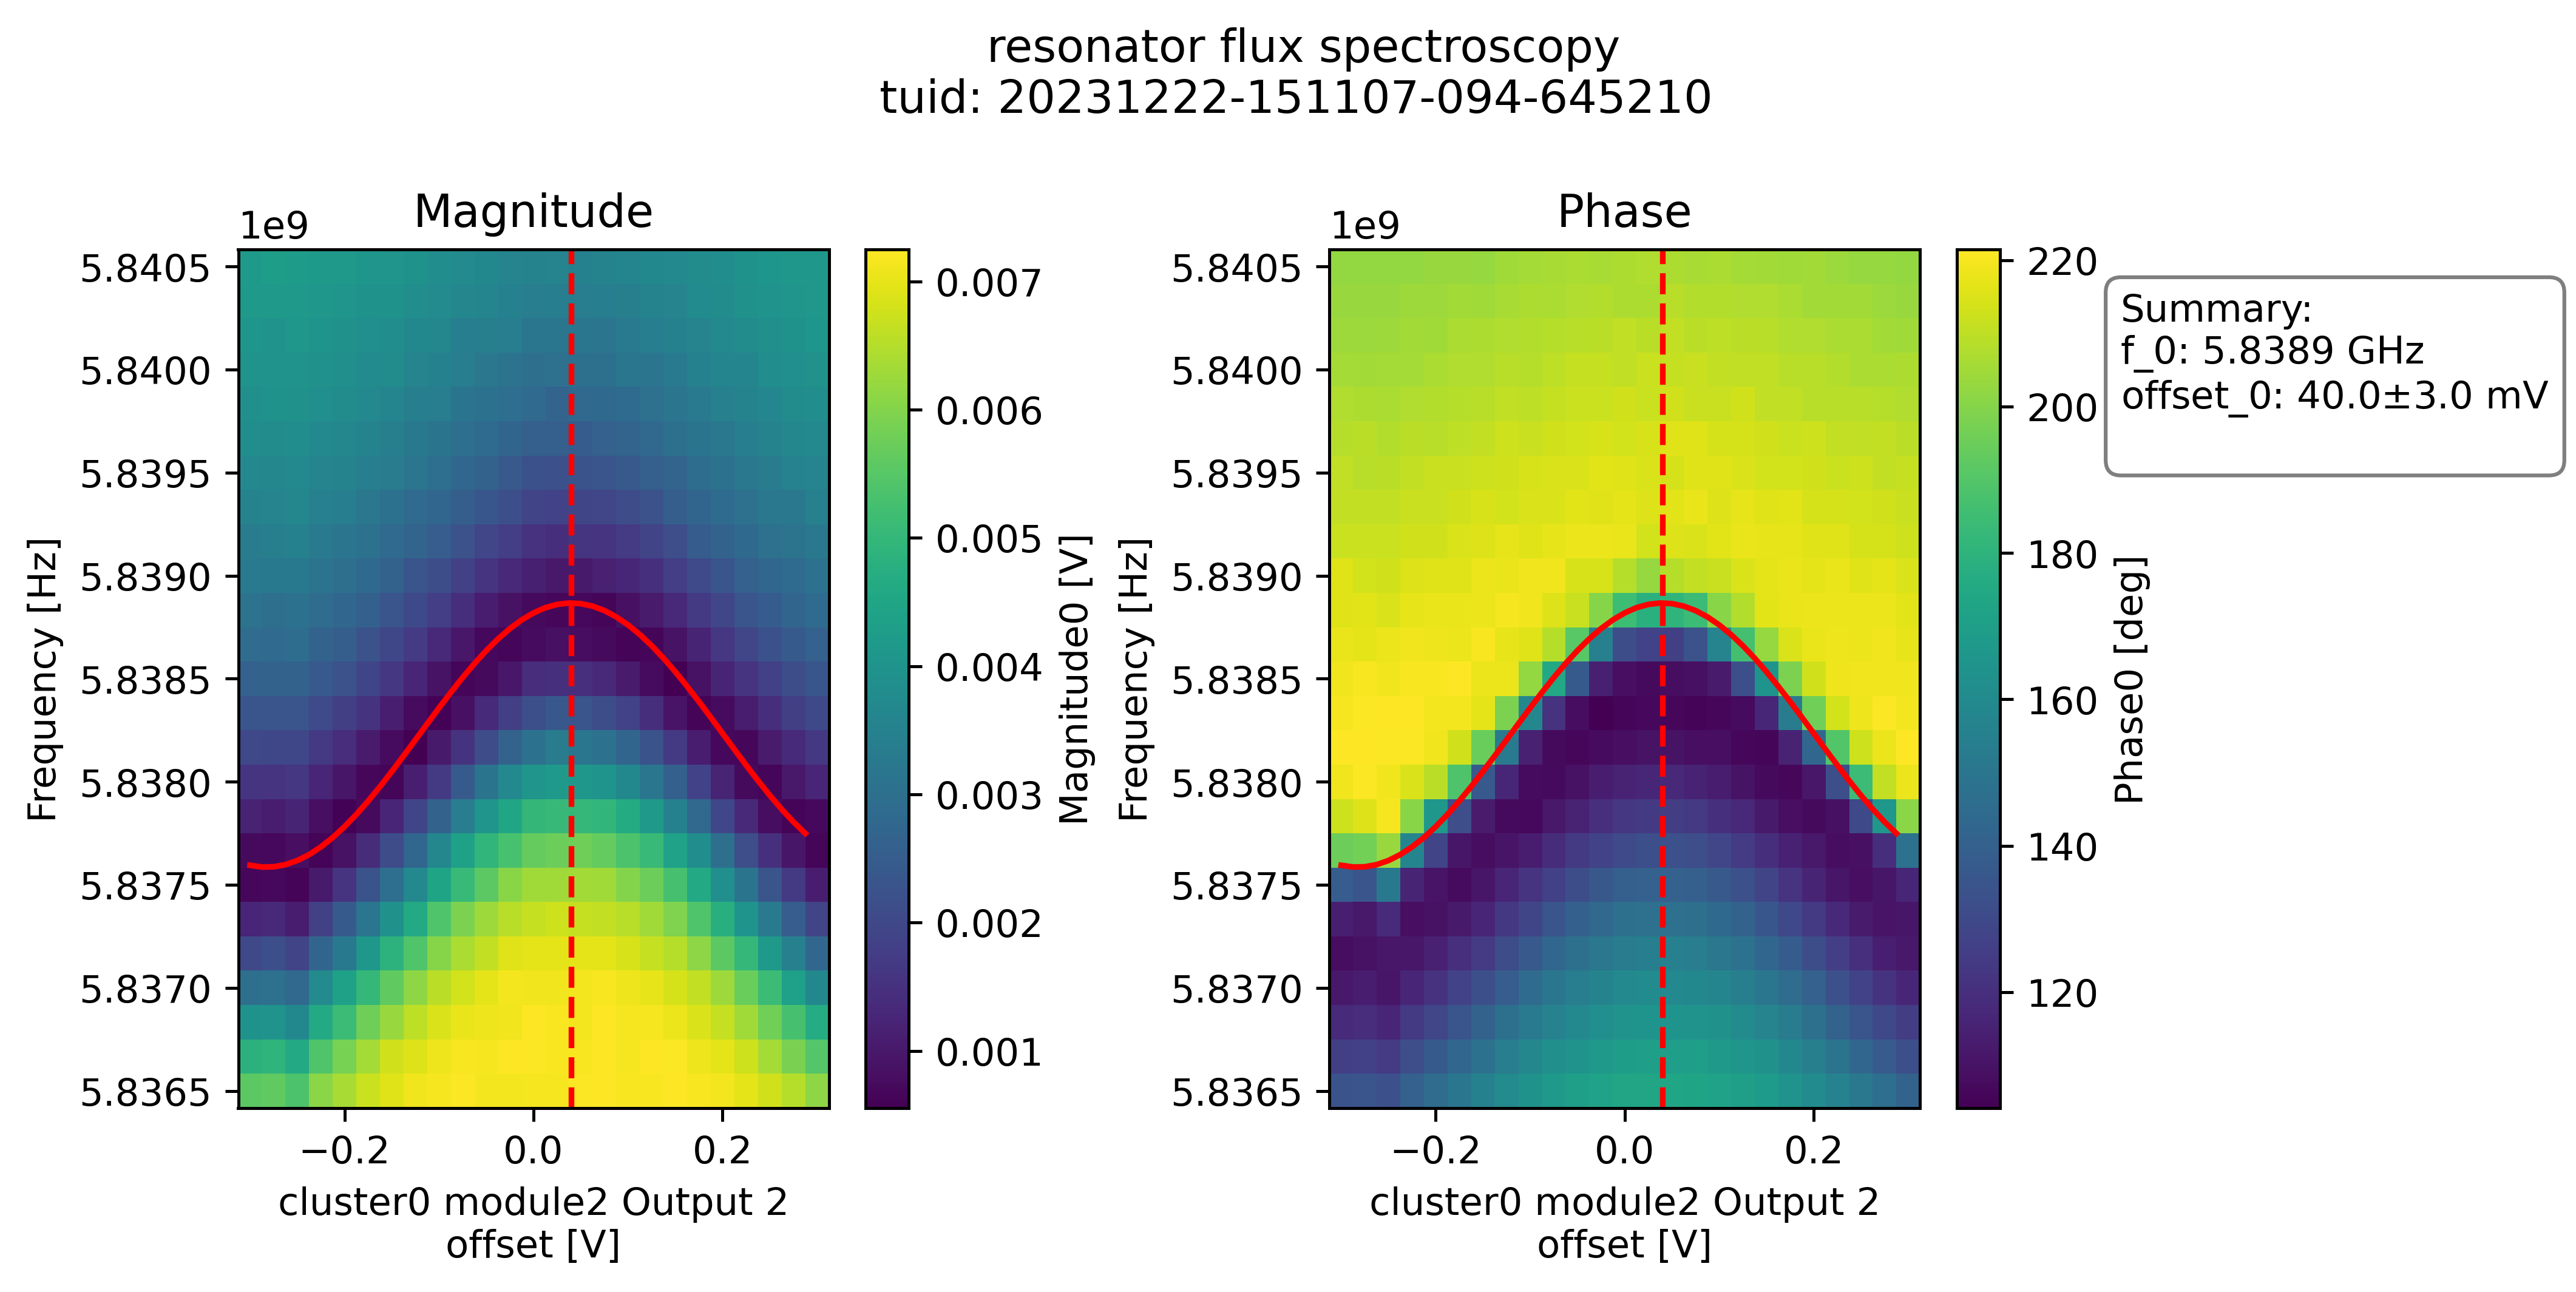 resonator flux spectroscopy
tuid: 20231222-151107-094-645210
Magnitude
1e9
5.8405
5.8400
5.8395
5.8390
5.8385
5.8380
5.8375
5.8370
5.8365
Frequency [Hz]
−0.2
0.0
0.2
cluster0 module2 Output 2
offset [V]
0.007
0.006
0.005
0.004
0.003
0.002
0.001
Magnitude0 [V]
Phase
1e9
5.8405
5.8400
5.8395
5.8390
5.8385
5.8380
5.8375
5.8370
5.8365
Frequency [Hz]
−0.2
0.0
0.2
cluster0 module2 Output 2
offset [V]
220
200
180
160
140
120
Phase0 [deg]
Summary:
f_0: 5.8389 GHz
offset_0: 40.0±3.0 mV